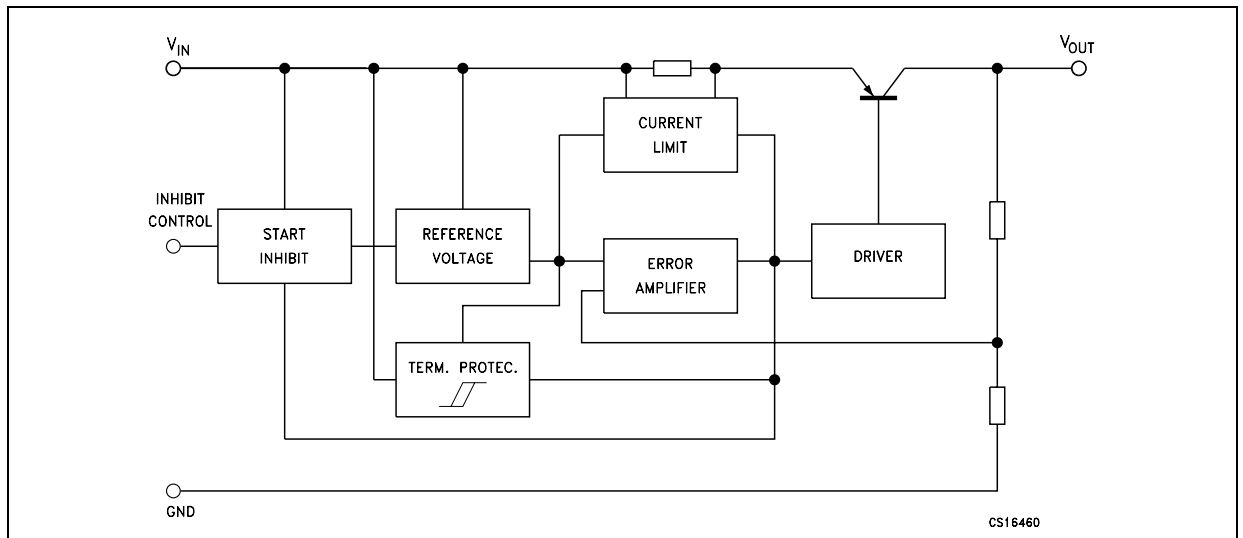 VIN
VOUT
CURRENT
LIMIT
INHIBIT
CONTROL
START
INHIBIT
REFERENCE
VOLTAGE
ERROR
AMPLIFIER
DRIVER
TERM. PROTEC.
GND
CS16460